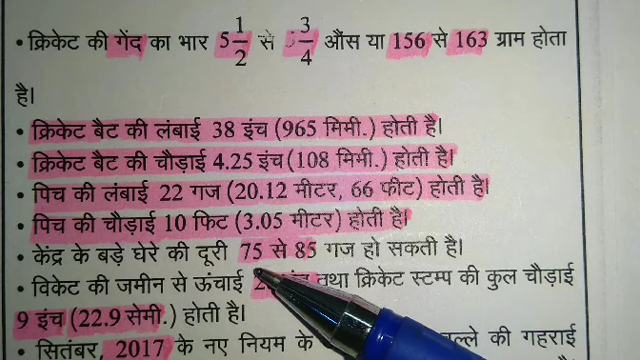 • क्रिकेट की गेंद का भार 5 1/2 से 3/4 औंस या 156 से 163 ग्राम होता
है।
• क्रिकेट बैट की लंबाई 38 इंच (965 मिमी.) होती है।
• क्रिकेट बैट की चौड़ाई 4.25 इंच (108 मिमी.) होती है।
• पिच की लंबाई 22 गज (20.12 मीटर, 66 फीट) होती है।
• पिच की चौड़ाई 10 फिट (3.05 मीटर) होती है।
• केंद्र के बड़े घेरे की दूरी 75 से 85 गज हो सकती है।
• विकेट की जमीन से ऊंचाई तथा क्रिकेट स्टम्प की कुल चौड़ाई
9 इंच (22.9 सेमी.) होती है।
• सितंबर, 2017 के नए नियम के की गहराई